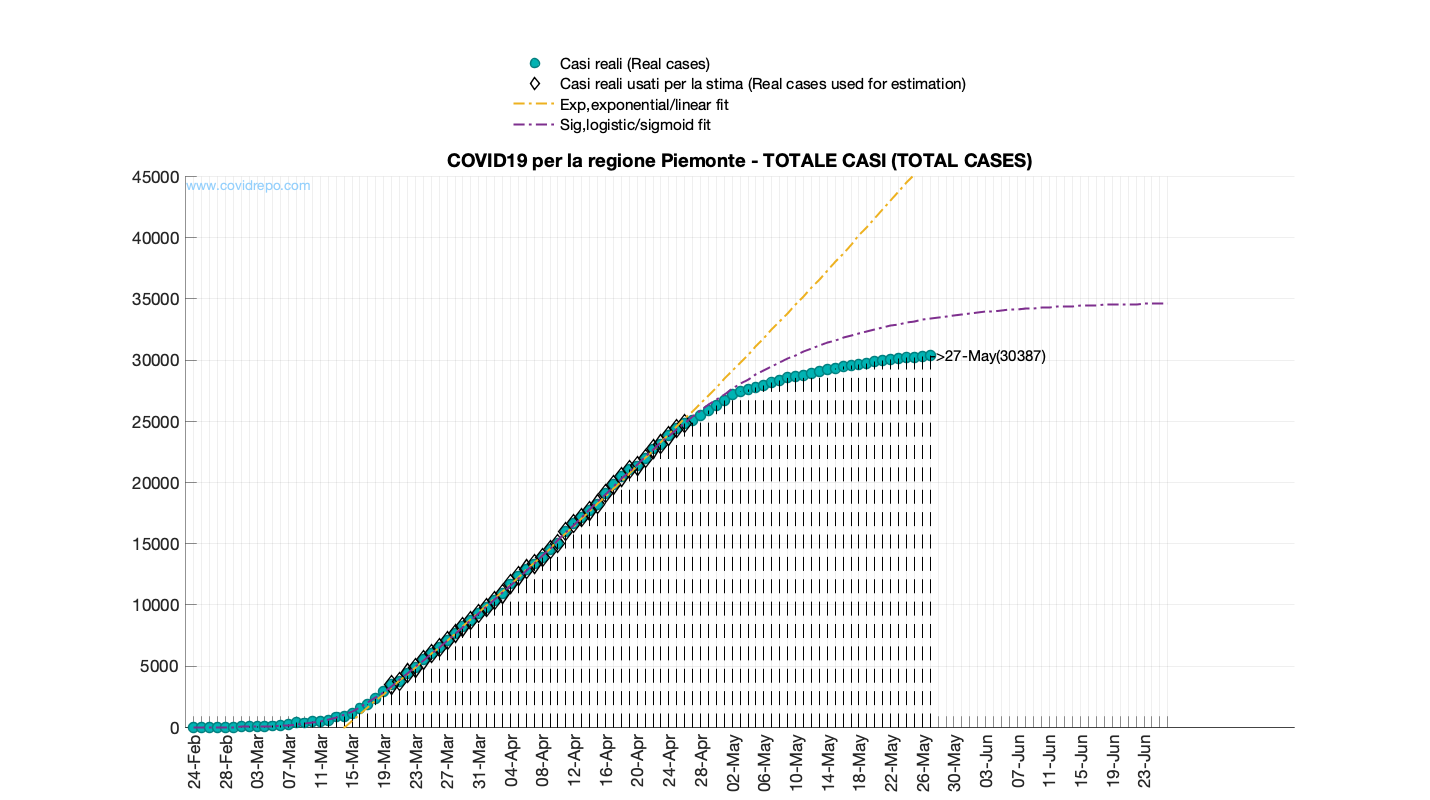 Casi reali (Real cases)
Casi reali usati per la stima (Real cases used for estimation)
Exp,exponential/linear fit
Sig,logistic/sigmoid fit
COVID19 per la regione Piemonte - TOTALE CASI (TOTAL CASES)
www.covidrepo.com
45000
40000
35000
30000
25000
20000
15000
10000
5000
0
>27-May(30387)
24-Feb
28-Feb
03-Mar
07-Mar
11-Mar
15-Mar
19-Mar
23-Mar
27-Mar
31-Mar
04-Apr
08-Apr
12-Apr
16-Apr
20-Apr
24-Apr
28-Apr
02-May
06-May
10-May
14-May
18-May
22-May
26-May
30-May
03-Jun
07-Jun
11-Jun
15-Jun
19-Jun
23-Jun